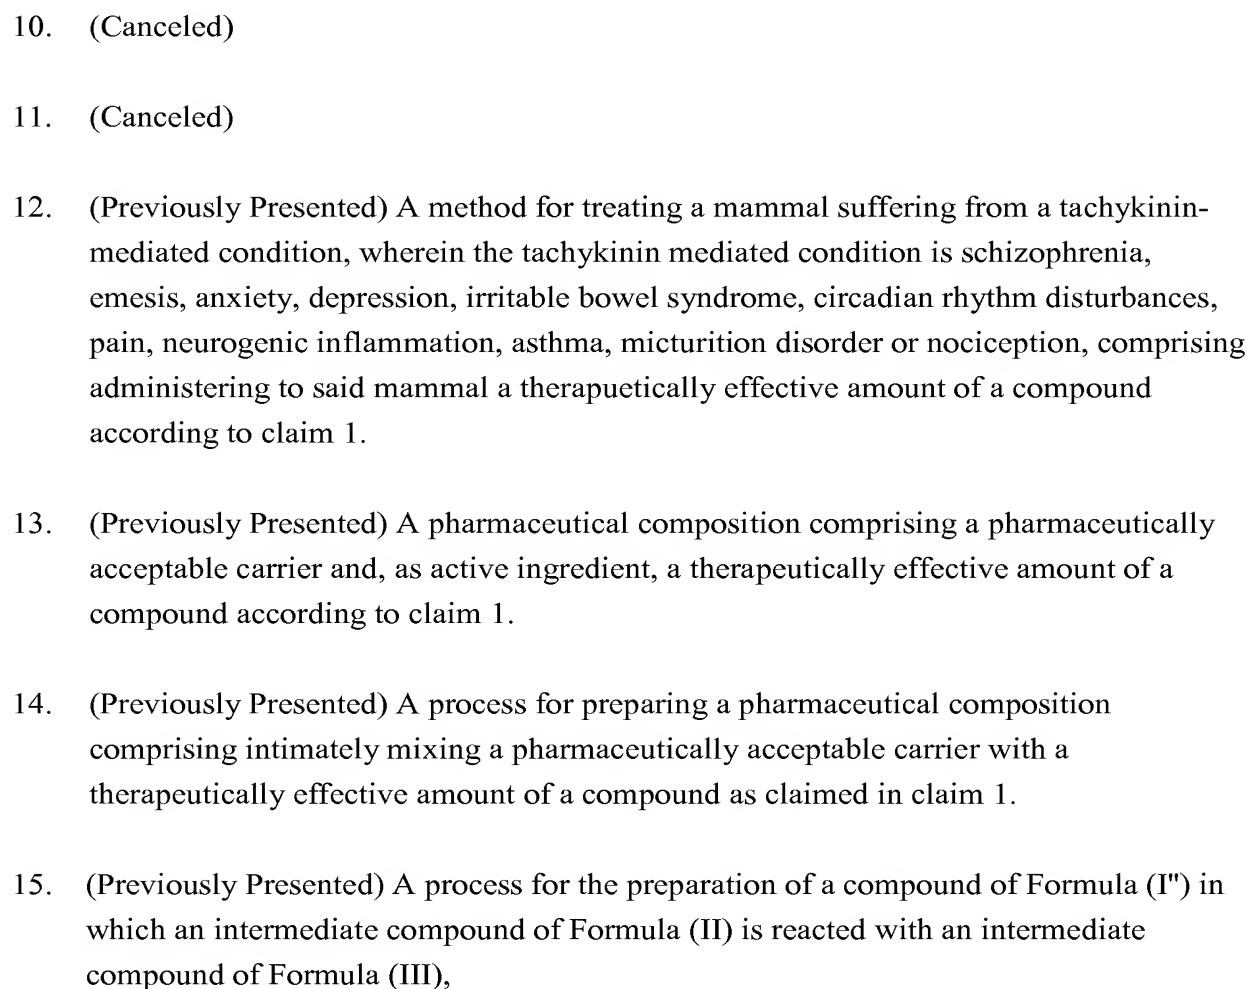 10. (Canceled)
11. (Canceled)
12. (Previously Presented) A method for treating a mammal suffering from a tachykinin-
mediated condition, wherein the tachykinin mediated condition is schizophrenia,
emesis, anxiety, depression, irritable bowel syndrome, circadian rhythm disturbances,
pain, neurogenic inflammation, asthma, micturition disorder or nociception, comprising
administering to said mammal a therapuetically effective amount of a compound
according to claim 1.
13. (Previously Presented) A pharmaceutical composition comprising a pharmaceutically
acceptable carrier and, as active ingredient, a therapeutically effective amount of a
compound according to claim 1.
14. (Previously Presented) A process for preparing a pharmaceutical composition
comprising intimately mixing a pharmaceutically acceptable carrier with a
therapeutically effective amount of a compound as claimed in claim 1.
15. (Previously Presented) A process for the preparation of a compound of Formula (I") in
which an intermediate compound of Formula (II) is reacted with an intermediate
compound of Formula (III),